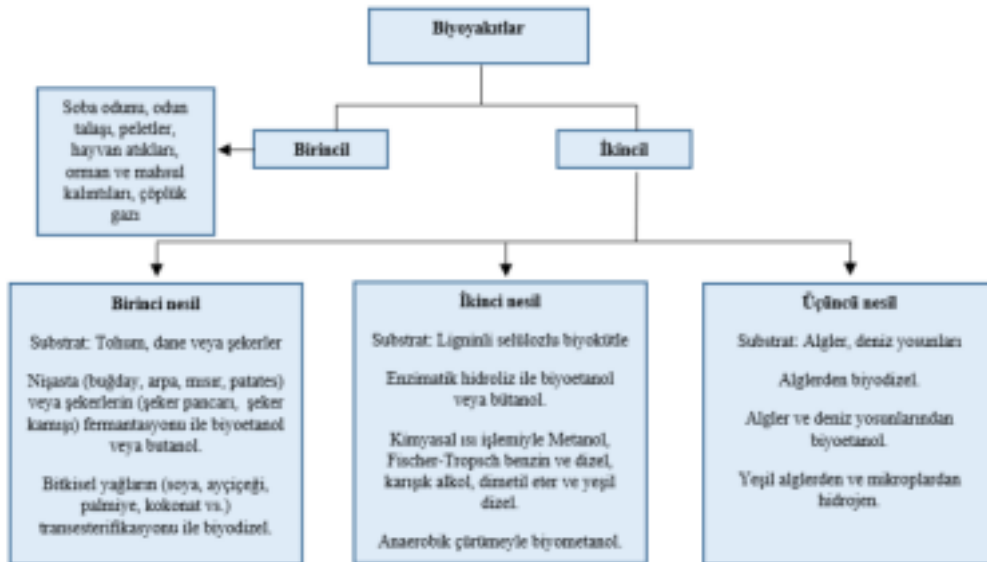 Biyoyakıtlar
Soba odunu, odun
talaşı, peletler,
hayvan atıkları,
orman ve mahsul
kalıntıları, çöplük
gazı
Birincil
İkincil
Birinci nesil
Substrat: Tohum, dane veya şekerler
Nişasta (buğday, arpa, mısır, patates)
veya şekerlerin (şeker pancarı, şeker
kamışı) fermantasyonu ile biyoetanol
veya butanol.
Bitkisel yağların (soya, ayçiçeği,
palmiye, kokonat vs.)
transesterifikasyonu ile biyodizel.
İkinci nesil
Substrat: Ligninli selülozlu biyokütle
Enzimatik hidroliz ile biyoetanol
veya bütanol.
Kimyasal ısı işlemiyle Metanol,
Fischer-Tropsch benzin ve dizel,
karışık alkol, dimetil eter ve yeşil
dizel.
Anaerobik çürümeyle biyometanol.
Üçüncü nesil
Substrat: Algler, deniz yosunları
Alglerden biyodizel.
Algler ve deniz yosunlarından
biyoetanol.
Yeşil alglerden ve mikroplardan
hidrojen.